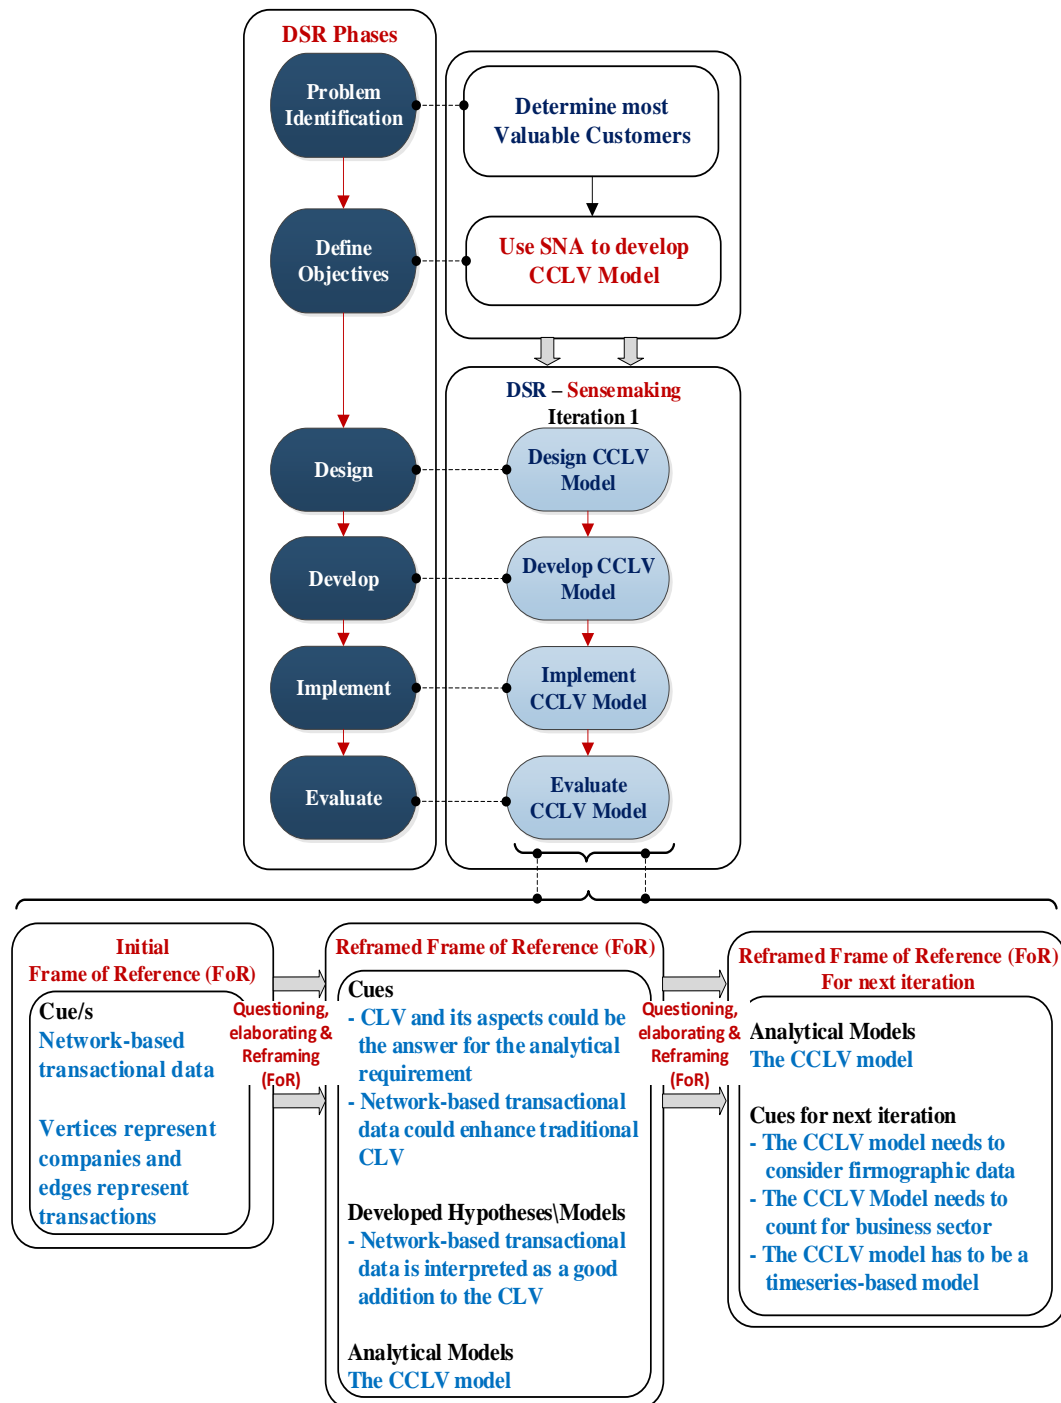 DSR Phases
Problem
Identification
Define
Objectives
Design
Develop
Implement
Evaluate
Determine most
Valuable Customers
Use SNA to develop
CCLV Model
DSR – Sensemaking
Iteration 1
Design CCLV
Model
Develop CCLV
Model
Implement
CCLV Model
Evaluate
CCLV Model
Initial
Frame of Reference (FoR)
Cue/s
Network-based
transactional data
Vertices represent
companies and
edges represent
transactions
Questioning,
elaborating &
Reframing
(FoR)
Reframed Frame of Reference (FoR)
Cues
- CLV and its aspects could be
the answer for the analytical
requirement
- Network-based transactional
data could enhance traditional
CLV
Developed Hypotheses\Models
- Network-based transactional
data is interpreted as a good
addition to the CLV
Analytical Models
The CCLV model
Questioning,
elaborating &
Reframing
(FoR)
Reframed Frame of Reference (FoR)
For next iteration
Analytical Models
The CCLV model
Cues for next iteration
- The CCLV model needs to
consider firmographic data
- The CCLV Model needs to
count for business sector
- The CCLV model has to be a
timeseries-based model